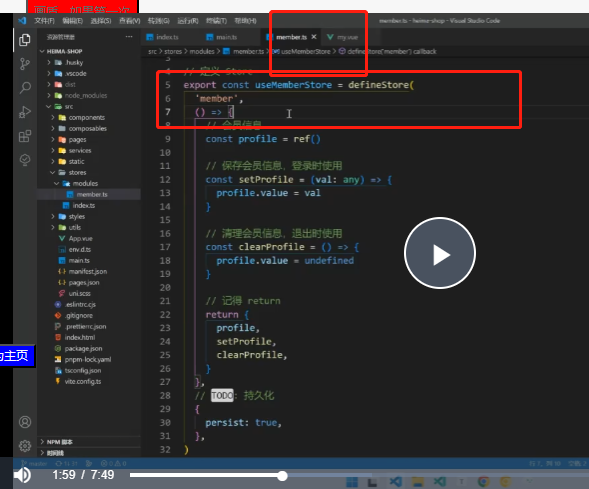 文件(F) 编辑(E) 选择(S) 查看(V) 转到(G) 运行(R) 终端(T) 帮助(H)
member.ts - heima-shop - Visual Studio Code
资源管理器
index.ts
main.ts
member.ts
my.vue
src > stores > modules > member.ts > useMemberStore > defineStore('member') callback
HEIMA-SHOP
.husky
.vscode
dist
node_modules
src
components
composables
pages
services
static
stores
modules
member.ts
index.ts
styles
utils
App.vue
env.d.ts
main.ts
manifest.json
pages.json
uni.scss
.eslintrc.cjs
.gitignore
.prettierrc.json
index.html
package.json
pnpm-lock.yaml
tsconfig.json
vite.config.ts
NPM 脚本
时间线
3
4 // 定义 Store
5 export const useMemberStore = defineStore(
6 'member',
7 () => {
8 // 会员信息
9 const profile = ref()
10
11 // 保存会员信息，登录时使用
12 const setProfile = (val: any) => {
13 profile.value = val
14 }
15
16 // 清理会员信息，退出时使用
17 const clearProfile = () => {
18 profile.value = undefined
19 }
20
21 // 记得 return
22 return {
23 profile,
24 setProfile,
25 clearProfile,
26 }
27 },
28 // TODO: 持久化
29 {
30 persist: true,
31 },
32 )
为主页
1:59 / 7:49